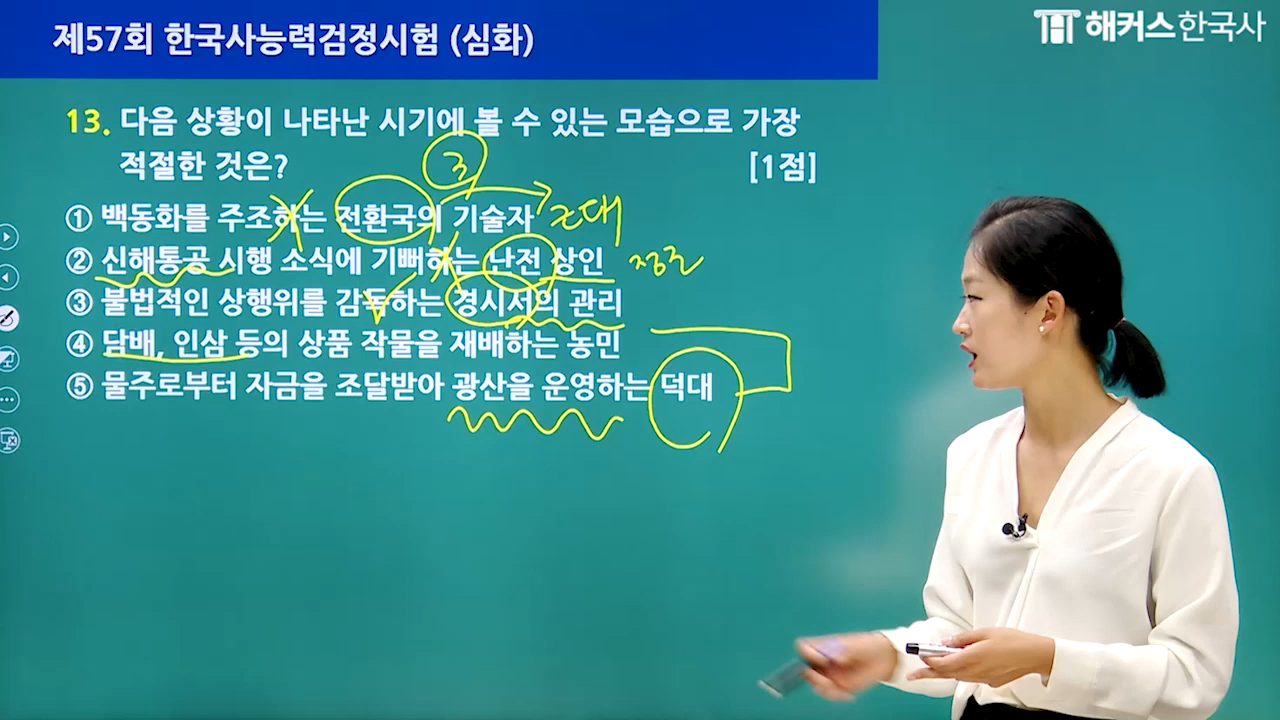 제57회 한국사능력검정시험 (심화)
해커스한국사
13. 다음 상황이 나타난 시기에 볼 수 있는 모습으로 가장
적절한 것은? [1점]
③
① 백동화를 주조하는 전환국의 기술자 근대
② 신해통공 시행 소식에 기뻐하는 난전 상인 정조
③ 불법적인 상행위를 감독하는 경시서의 관리
④ 담배, 인삼 등의 상품 작물을 재배하는 농민
⑤ 물주로부터 자금을 조달받아 광산을 운영하는 덕대